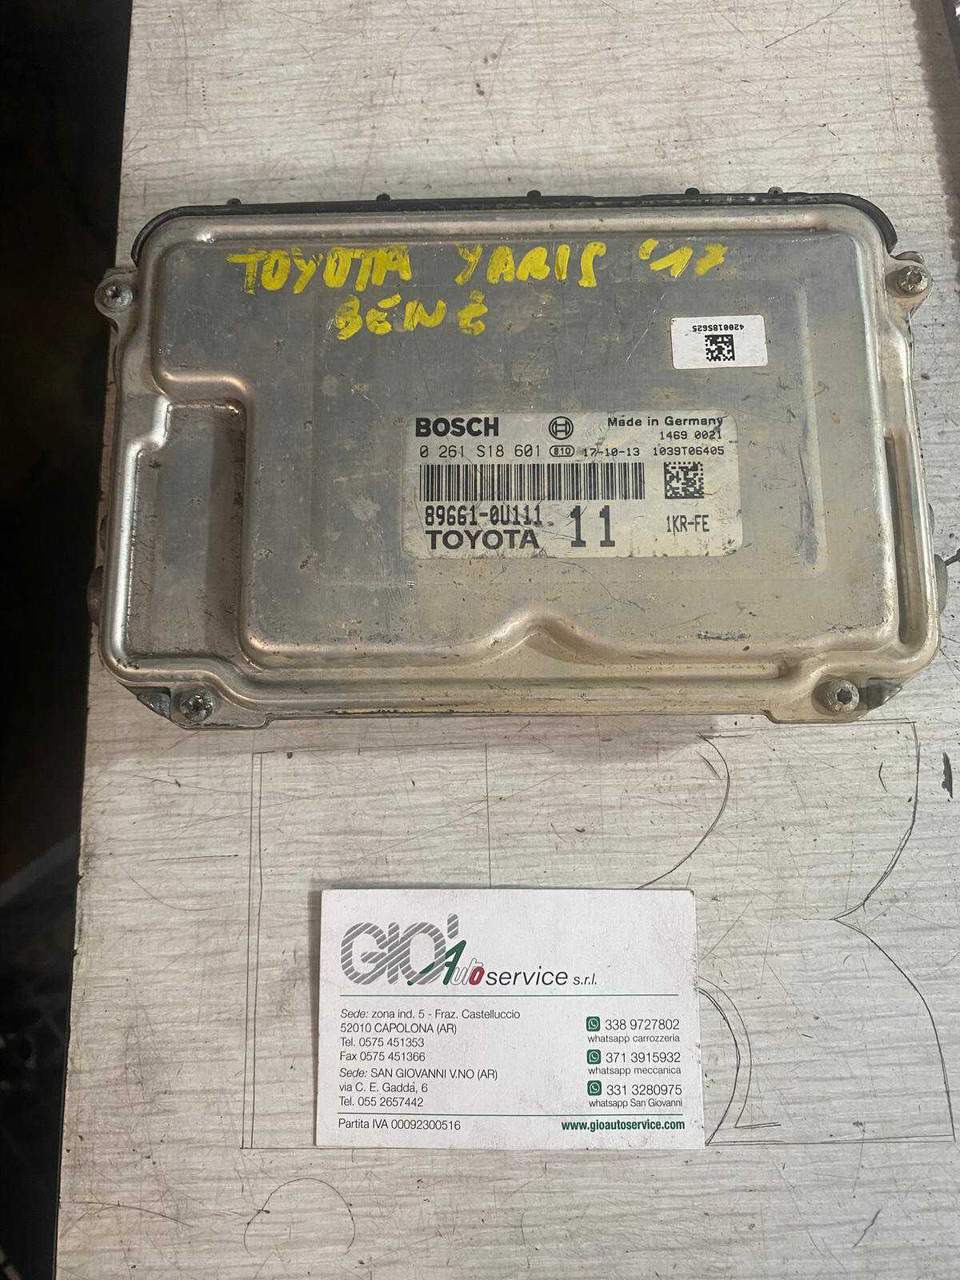 TOYOTA YARIS '17
BENZ
4200185625
BOSCH Made in Germany
1469 0021
0 261 S18 601 810 17-10-13 1039T06405
89661-0U111 11 1KR-FE
TOYOTA
GIO' Auto service s.r.l.
Sede: zona ind. 5 - Fraz. Castelluccio
52010 CAPOLONA (AR)
Tel. 0575 451353
Fax 0575 451366
Sede: SAN GIOVANNI V.NO (AR)
via C. E. Gaddá, 6
Tel. 055 2657442
338 9727802
whatsapp carrozzeria
371 3915932
whatsapp meccanica
331 3280975
whatsapp San Giovanni
Partita IVA 00092300516 www.gioautoservice.com